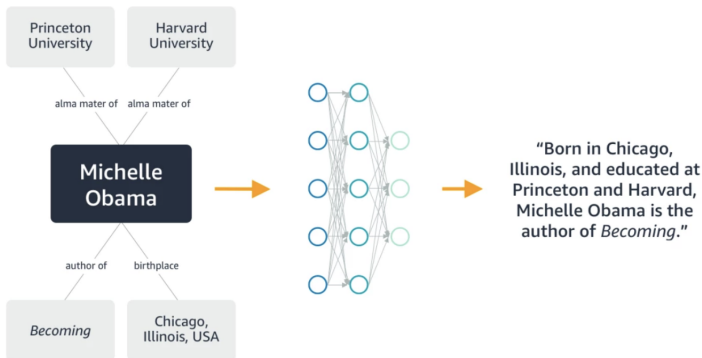 Princeton
University
Harvard
University
alma mater of
alma mater of
Michelle
Obama
author of
birthplace
Becoming
Chicago,
Illinois, USA
“Born in Chicago,
Illinois, and educated at
Princeton and Harvard,
Michelle Obama is the
author of Becoming.”